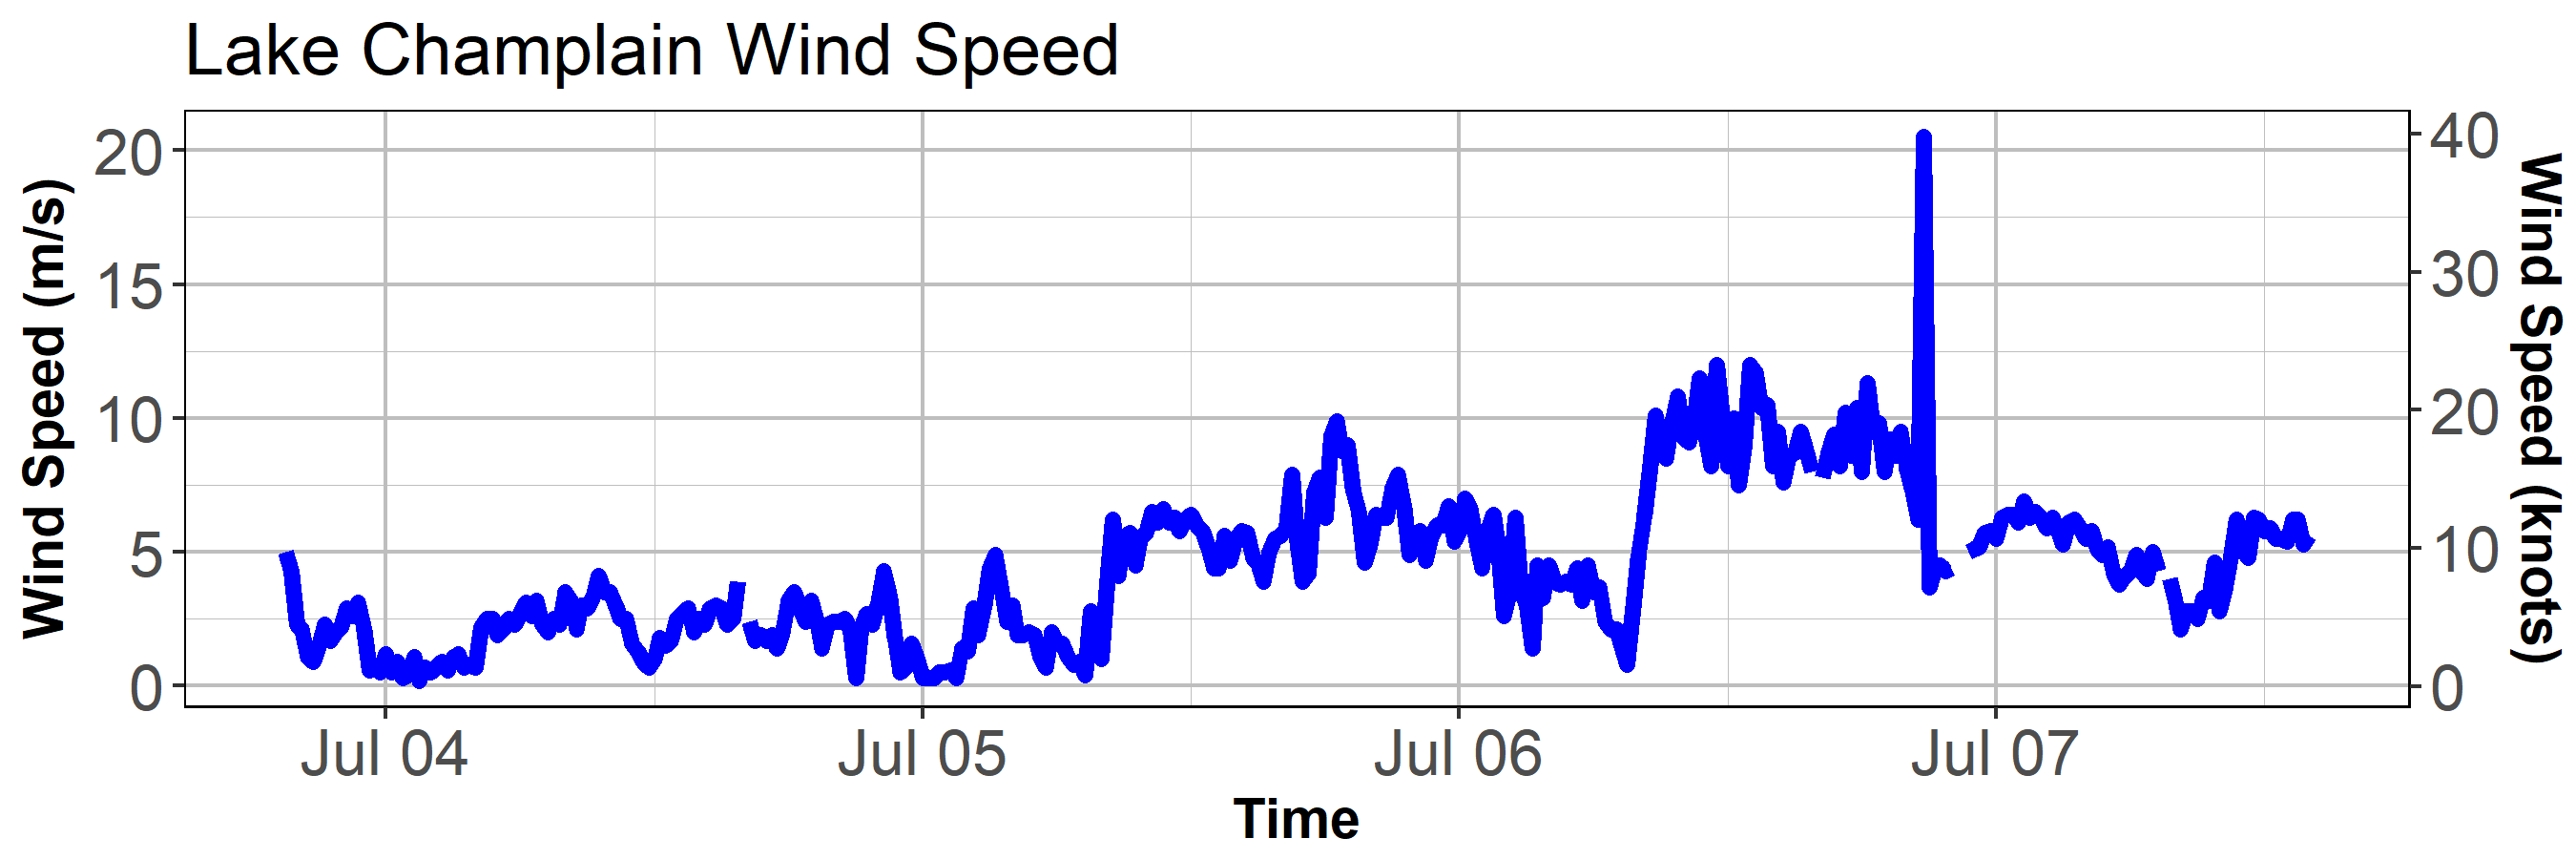 Lake Champlain Wind Speed
Wind Speed (m/s)
20
15
10
5
0
40
30
20
10
0
Wind Speed (knots)
Jul 04
Jul 05
Jul 06
Jul 07
Time